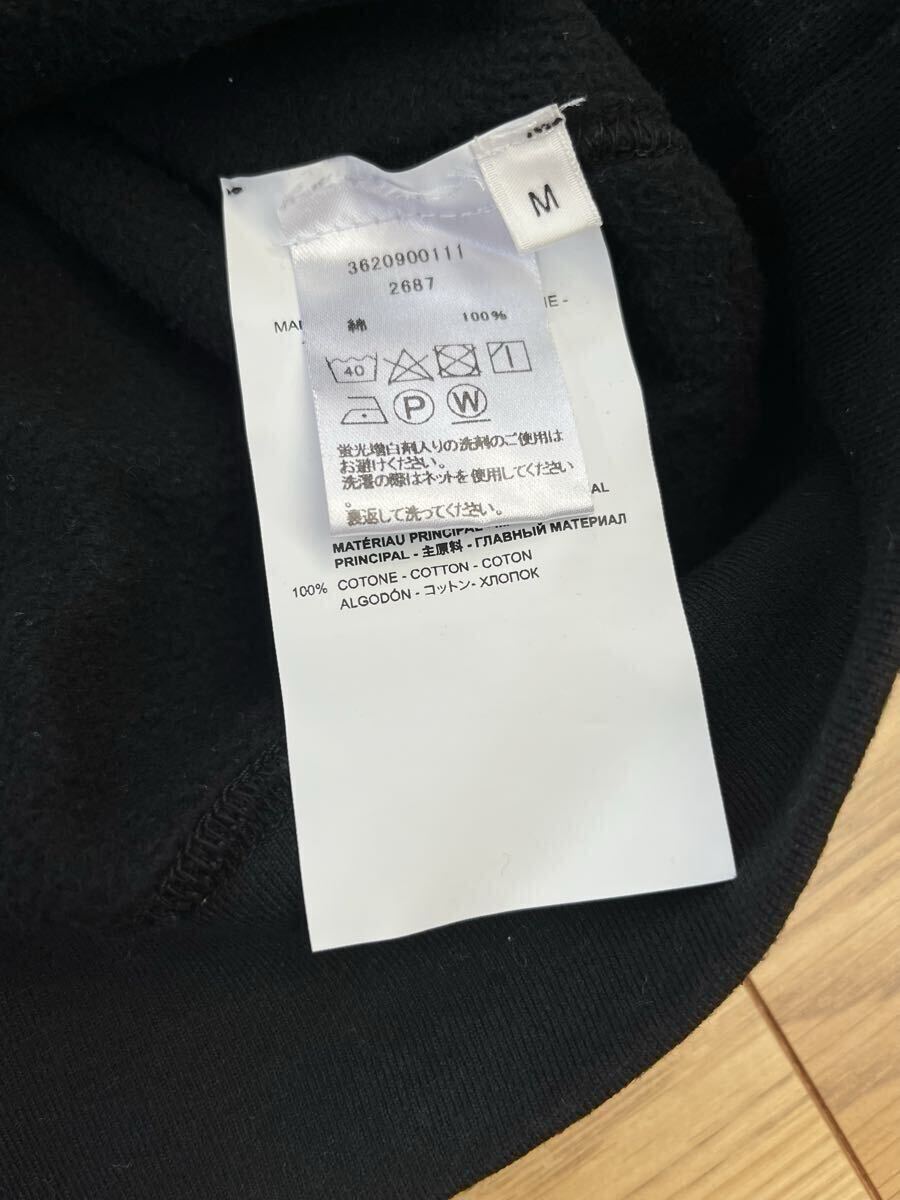 M
3620900111
2687
綿 100%
40
P W
蛍光増白剤入りの洗剤のご使用は
お避けください。
洗濯の際はネットを使用してください
。
裏返して洗ってください。
MATÉRIAU PRINCIPAL
PRINCIPAL - 主原料 - ГЛАВНЫЙ МАТЕРИАЛ
100% COTONE - COTTON - COTON
ALGODÓN - コットン- ХЛОПОК